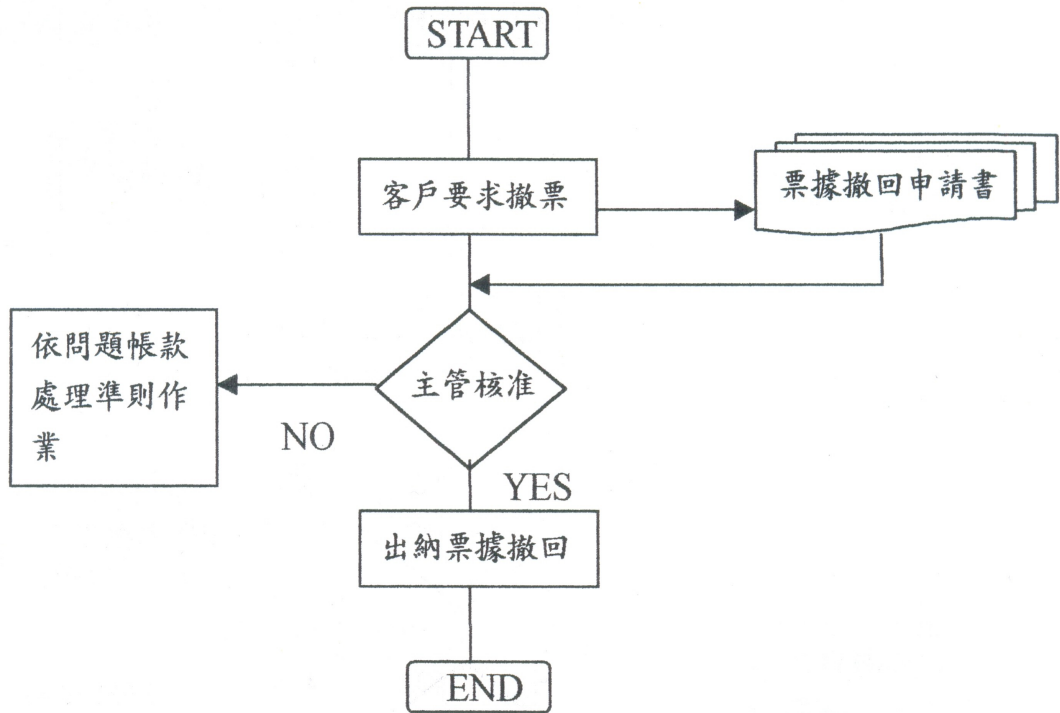 START
客戶要求撤票
票據撤回申請書
主管核准
依問題帳款
處理準則作
業
NO
YES
出納票據撤回
END